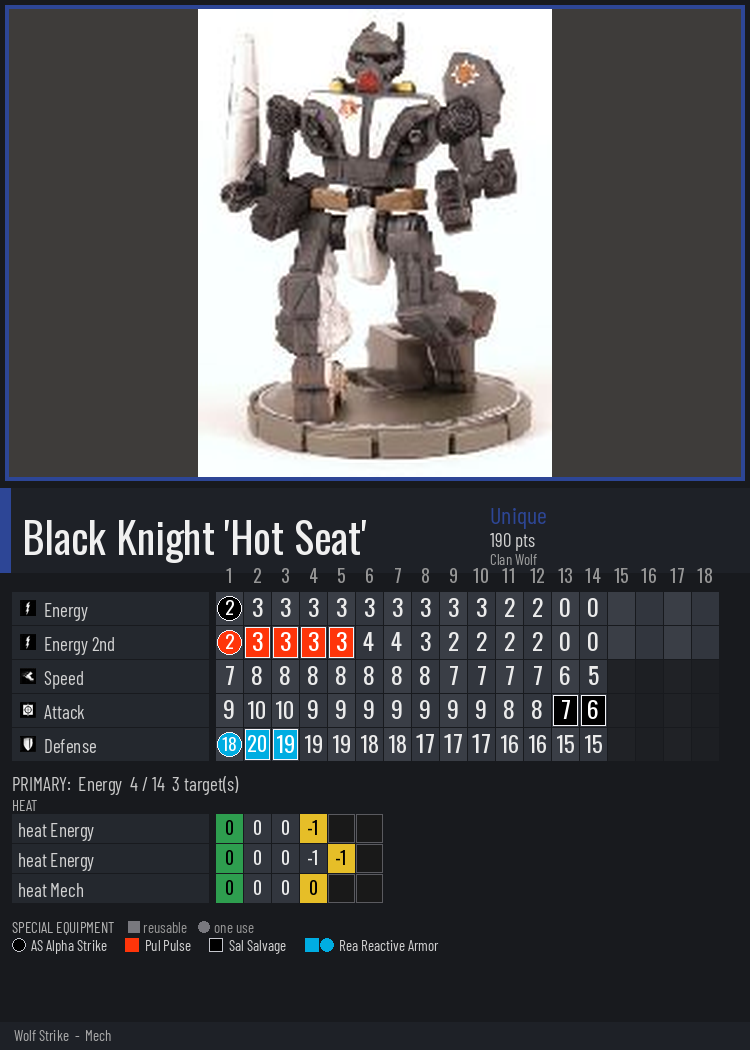 Black Knight 'Hot Seat'
Unique
190 pts
Clan Wolf
1 2 3 4 5 6 7 8 9 10 11 12 13 14 15 16 17 18
Energy 2 3 3 3 3 3 3 3 3 3 2 2 0 0
Energy 2nd 2 3 3 3 3 4 4 3 2 2 2 2 0 0
Speed 7 8 8 8 8 8 8 8 7 7 7 7 6 5
Attack 9 10 10 9 9 9 9 9 9 9 8 8 7 6
Defense 18 20 19 19 19 18 18 17 17 17 16 16 15 15
PRIMARY: Energy 4 / 14 3 target(s)
HEAT
heat Energy 0 0 0 -1
heat Energy 0 0 0 -1 -1
heat Mech 0 0 0 0
SPECIAL EQUIPMENT reusable one use
AS Alpha Strike Pul Pulse Sal Salvage Rea Reactive Armor
Wolf Strike - Mech